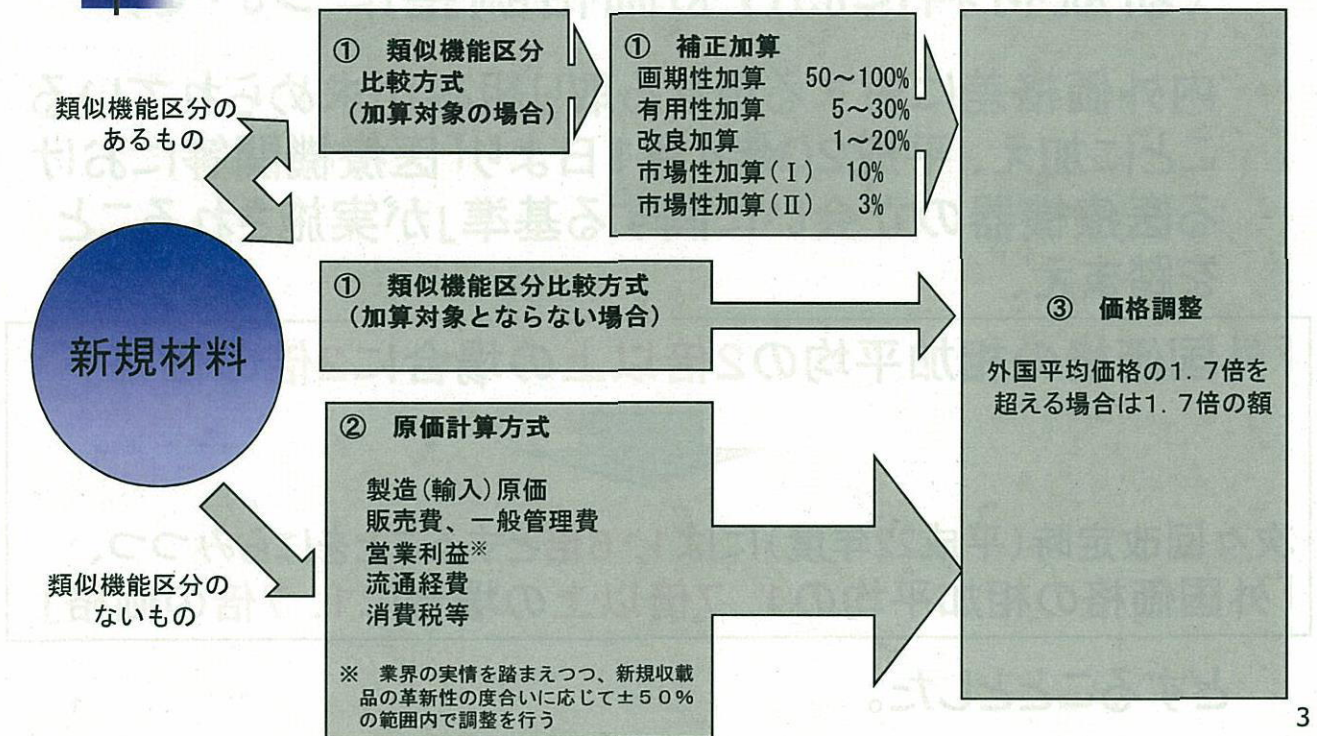 ① 類似機能区分
比較方式
(加算対象の場合)
① 補正加算
画期性加算 50～100%
有用性加算 5～30%
改良加算 1～20%
市場性加算(Ⅰ) 10%
市場性加算(Ⅱ) 3%
類似機能区分の
あるもの
新規材料
① 類似機能区分比較方式
(加算対象とならない場合)
③ 価格調整
外国平均価格の1.7倍を
超える場合は1.7倍の額
② 原価計算方式
製造(輸入)原価
販売費、一般管理費
営業利益※
流通経費
消費税等
※ 業界の実情を踏まえつつ、新規収載
品の革新性の度合いに応じて±50%
の範囲内で調整を行う
類似機能区分の
ないもの
3